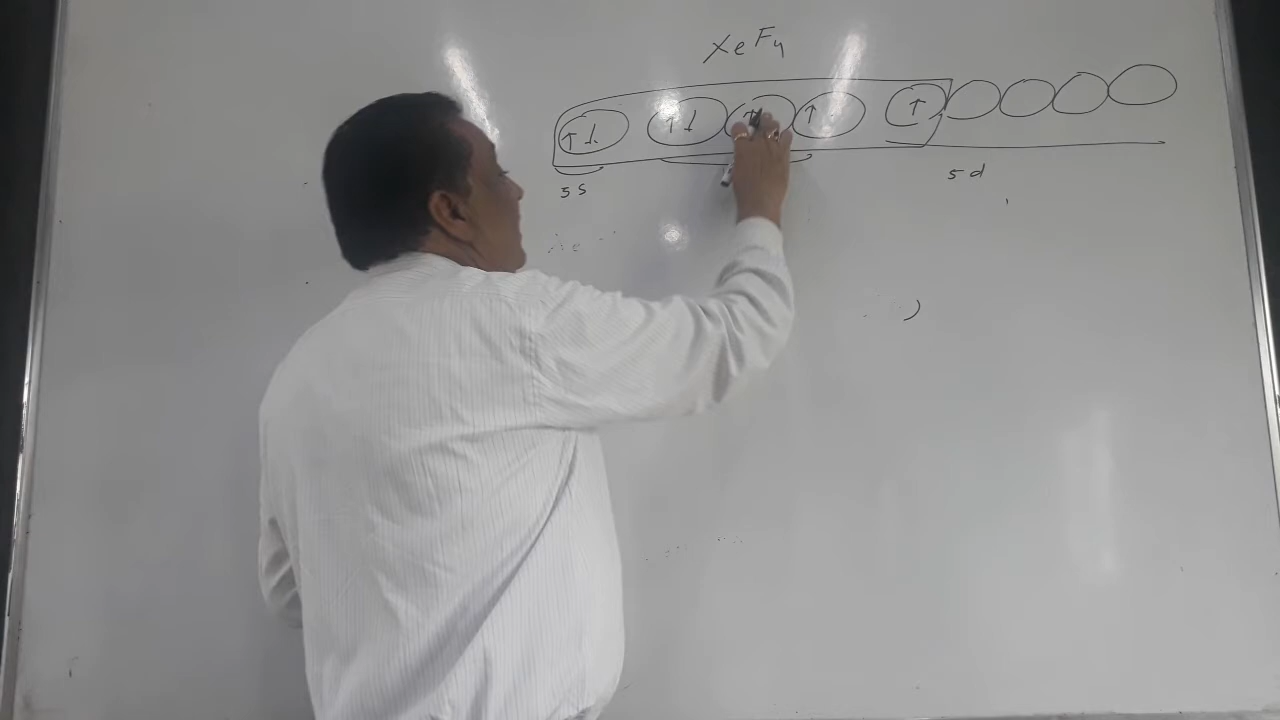 XeF4
↑↓ ↑↓ ↑ ↑ ↑
5s 5d